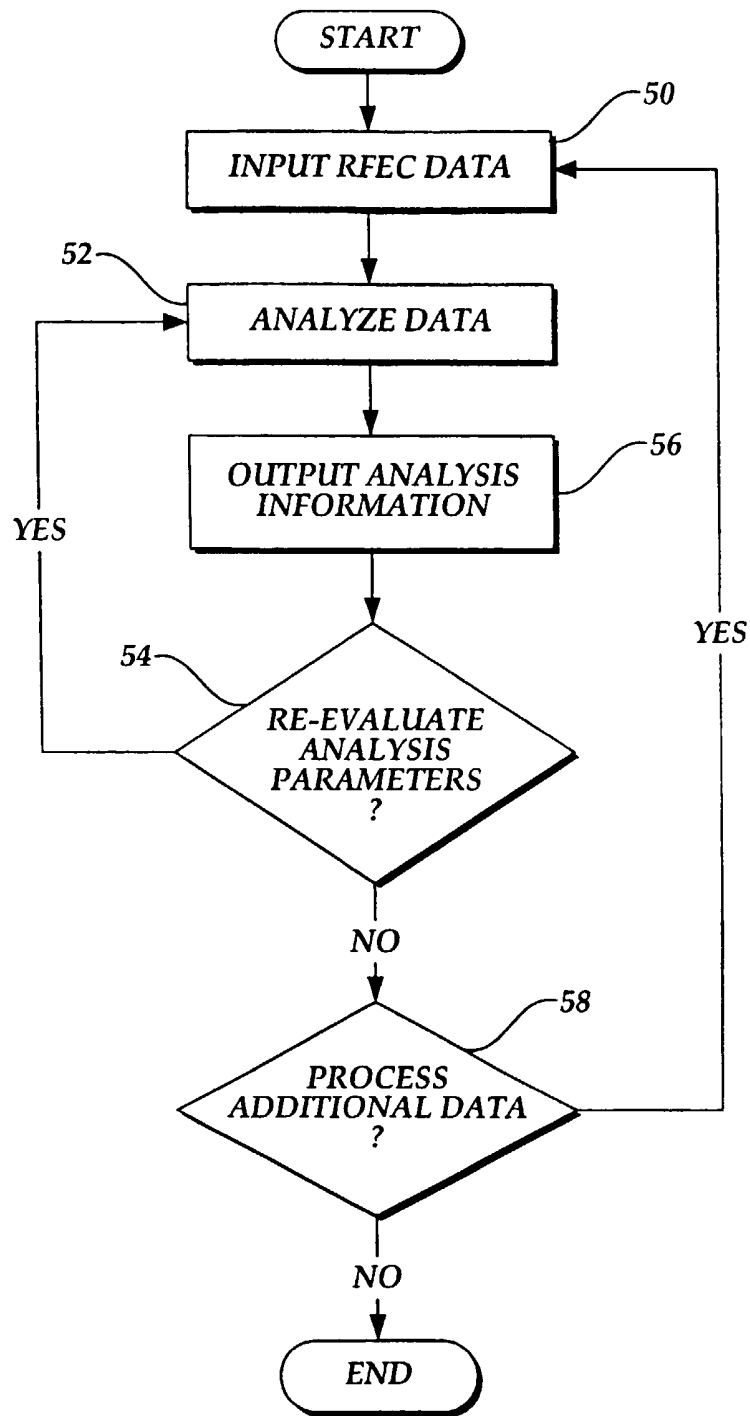 START
50
INPUT RFEC DATA
52
ANALYZE DATA
56
OUTPUT ANALYSIS
INFORMATION
YES
YES
54
RE-EVALUATE
ANALYSIS
PARAMETERS
?
NO
58
PROCESS
ADDITIONAL DATA
?
NO
END